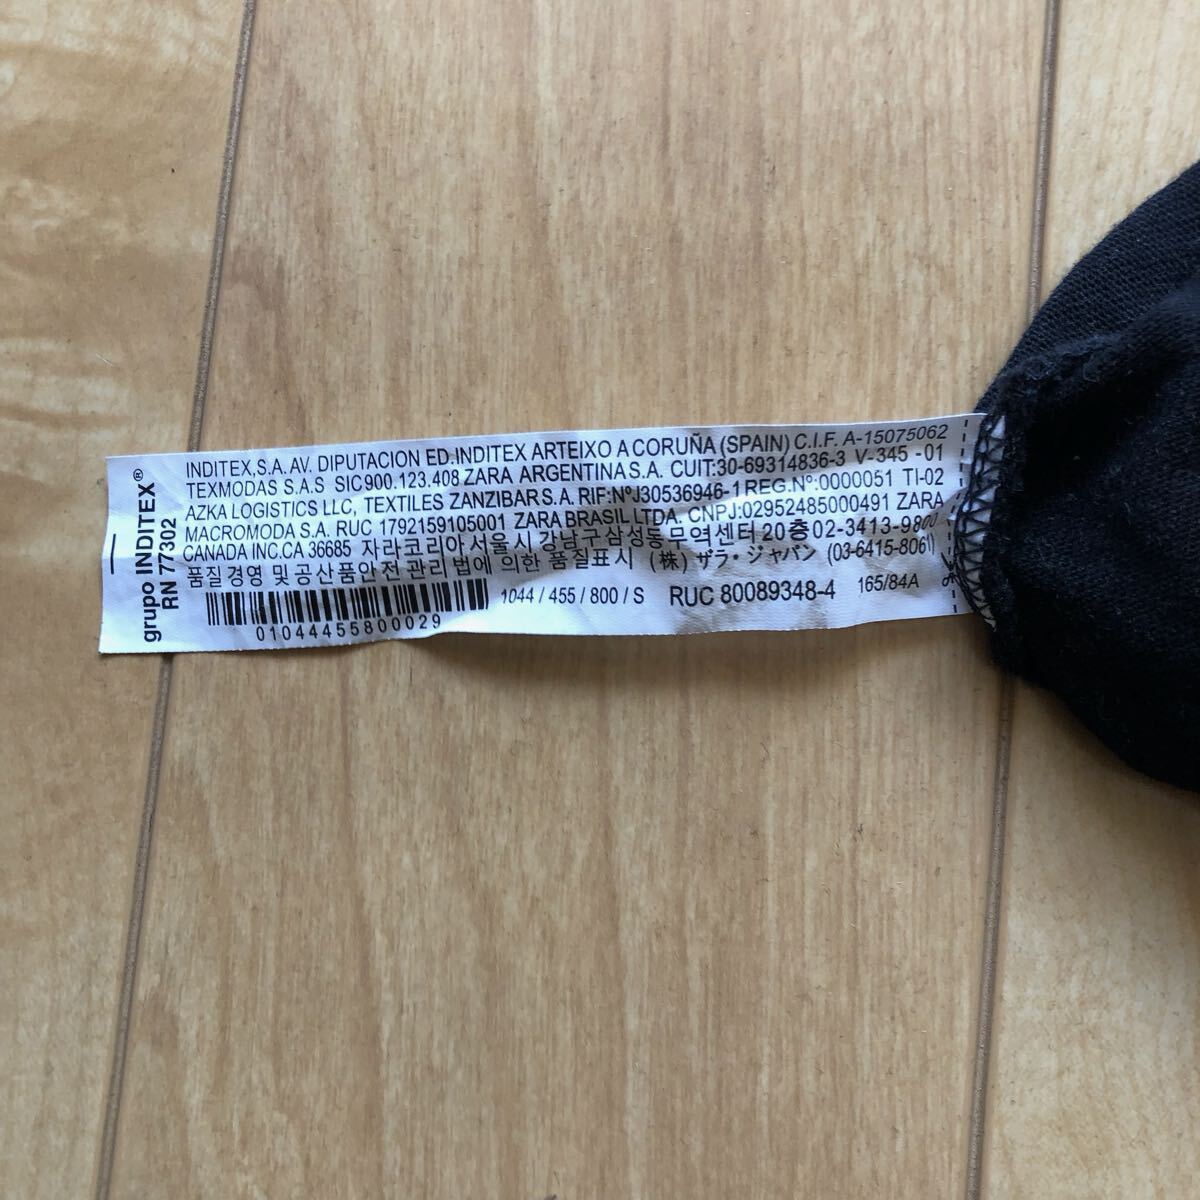 grupo INDITEX®
RN 77302
INDITEX,S.A. AV. DIPUTACION ED.INDITEX ARTEIXO A CORUÑA (SPAIN) C.I.F. A-15075062
TEXMODAS S.A.S SIC900.123.408 ZARA ARGENTINA S.A. CUIT:30-69314836-3 V-345 -01
AZKA LOGISTICS LLC, TEXTILES ZANZIBAR S.A. RIF:NºJ30536946-1 REG.Nº:0000051 TI-02
MACROMODA S.A. RUC 1792159105001 ZARA BRASIL LTDA. CNPJ:02952485000491 ZARA
CANADA INC.CA 36685 자라코리아 서울시 강남구삼성동 무역센터 20층02-3413-9800
품질경영 및 공산품안전 관리 법에 의한 품질표시 (株) ザラ・ジャパン (03-6415-8061)
01044455800029
1044 / 455 / 800 / S RUC 80089348-4 165/84A